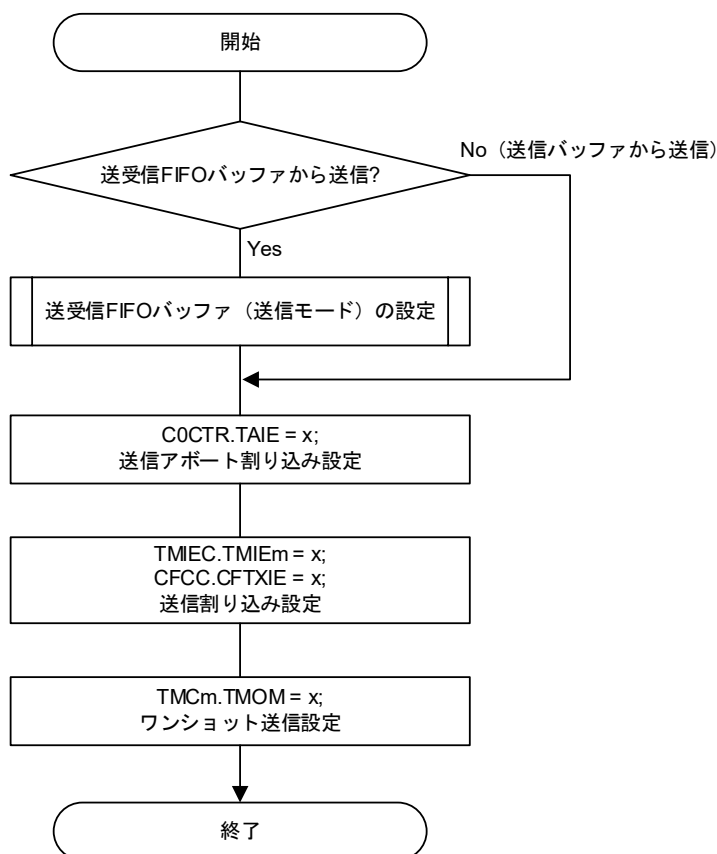 開始
送受信FIFOバッファから送信?
No（送信バッファから送信）
Yes
送受信FIFOバッファ（送信モード）の設定
C0CTR.TAIE = x;
送信アボート割り込み設定
TMIEC.TMIEm = x;
CFCC.CFTXIE = x;
送信割り込み設定
TMCm.TMOM = x;
ワンショット送信設定
終了